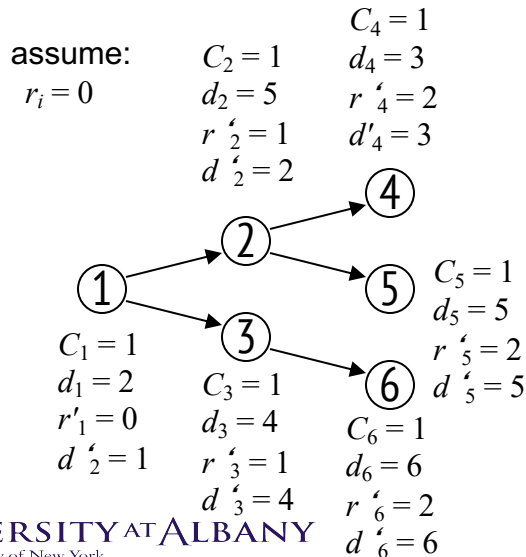 assume:
r_i = 0
C_2 = 1
d_2 = 5
r ‘_2 = 1
d ‘_2 = 2
C_4 = 1
d_4 = 3
r ‘_4 = 2
d'_4 = 3
4
2
1
5
3
6
C_5 = 1
d_5 = 5
r ‘_5 = 2
d ‘_5 = 5
C_1 = 1
d_1 = 2
r'_1 = 0
d ‘_2 = 1
C_3 = 1
d_3 = 4
r ‘_3 = 1
d ‘_3 = 4
C_6 = 1
d_6 = 6
r ‘_6 = 2
d ‘_6 = 6
ERSITY AT ALBANY
y of New York